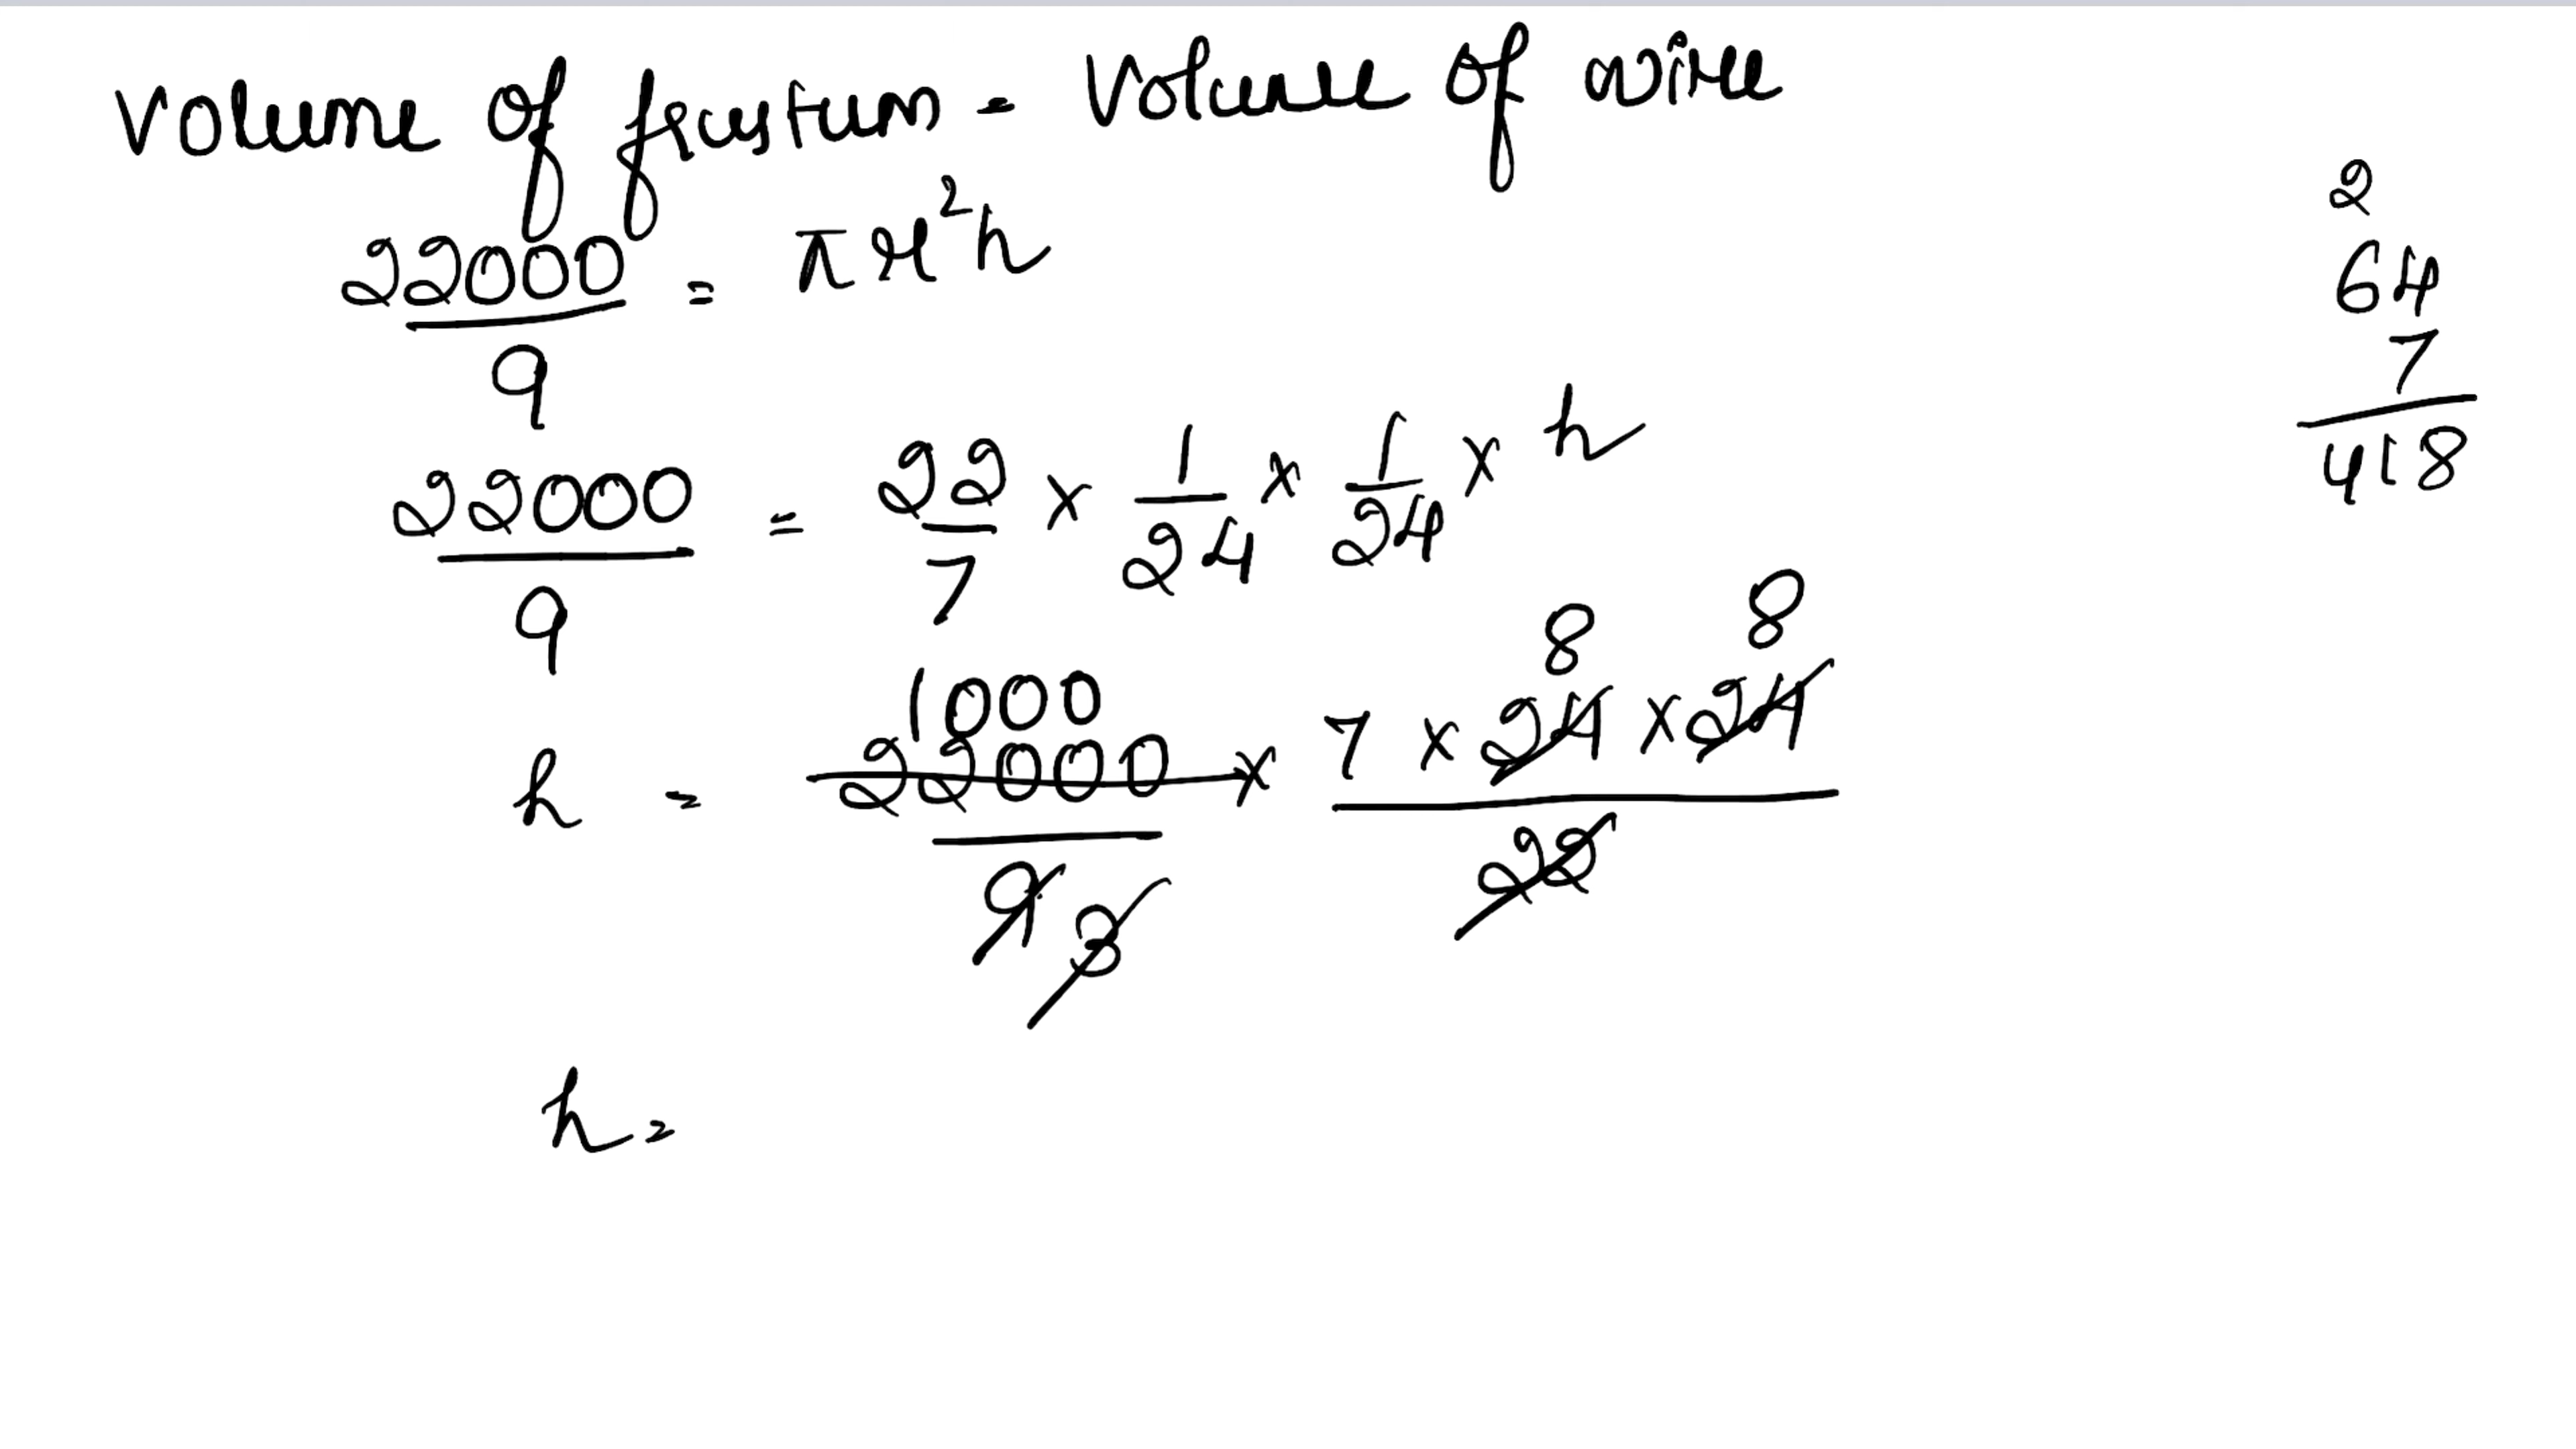 Volume of frustum = Volume of wire
22000/9 = πr²h
22000/9 = 22/7 × 1/24 × 1/24 × h
8 8
1000
h = 22000/9 3 × 7 × 24 × 24/22
h =
2
64
7
418